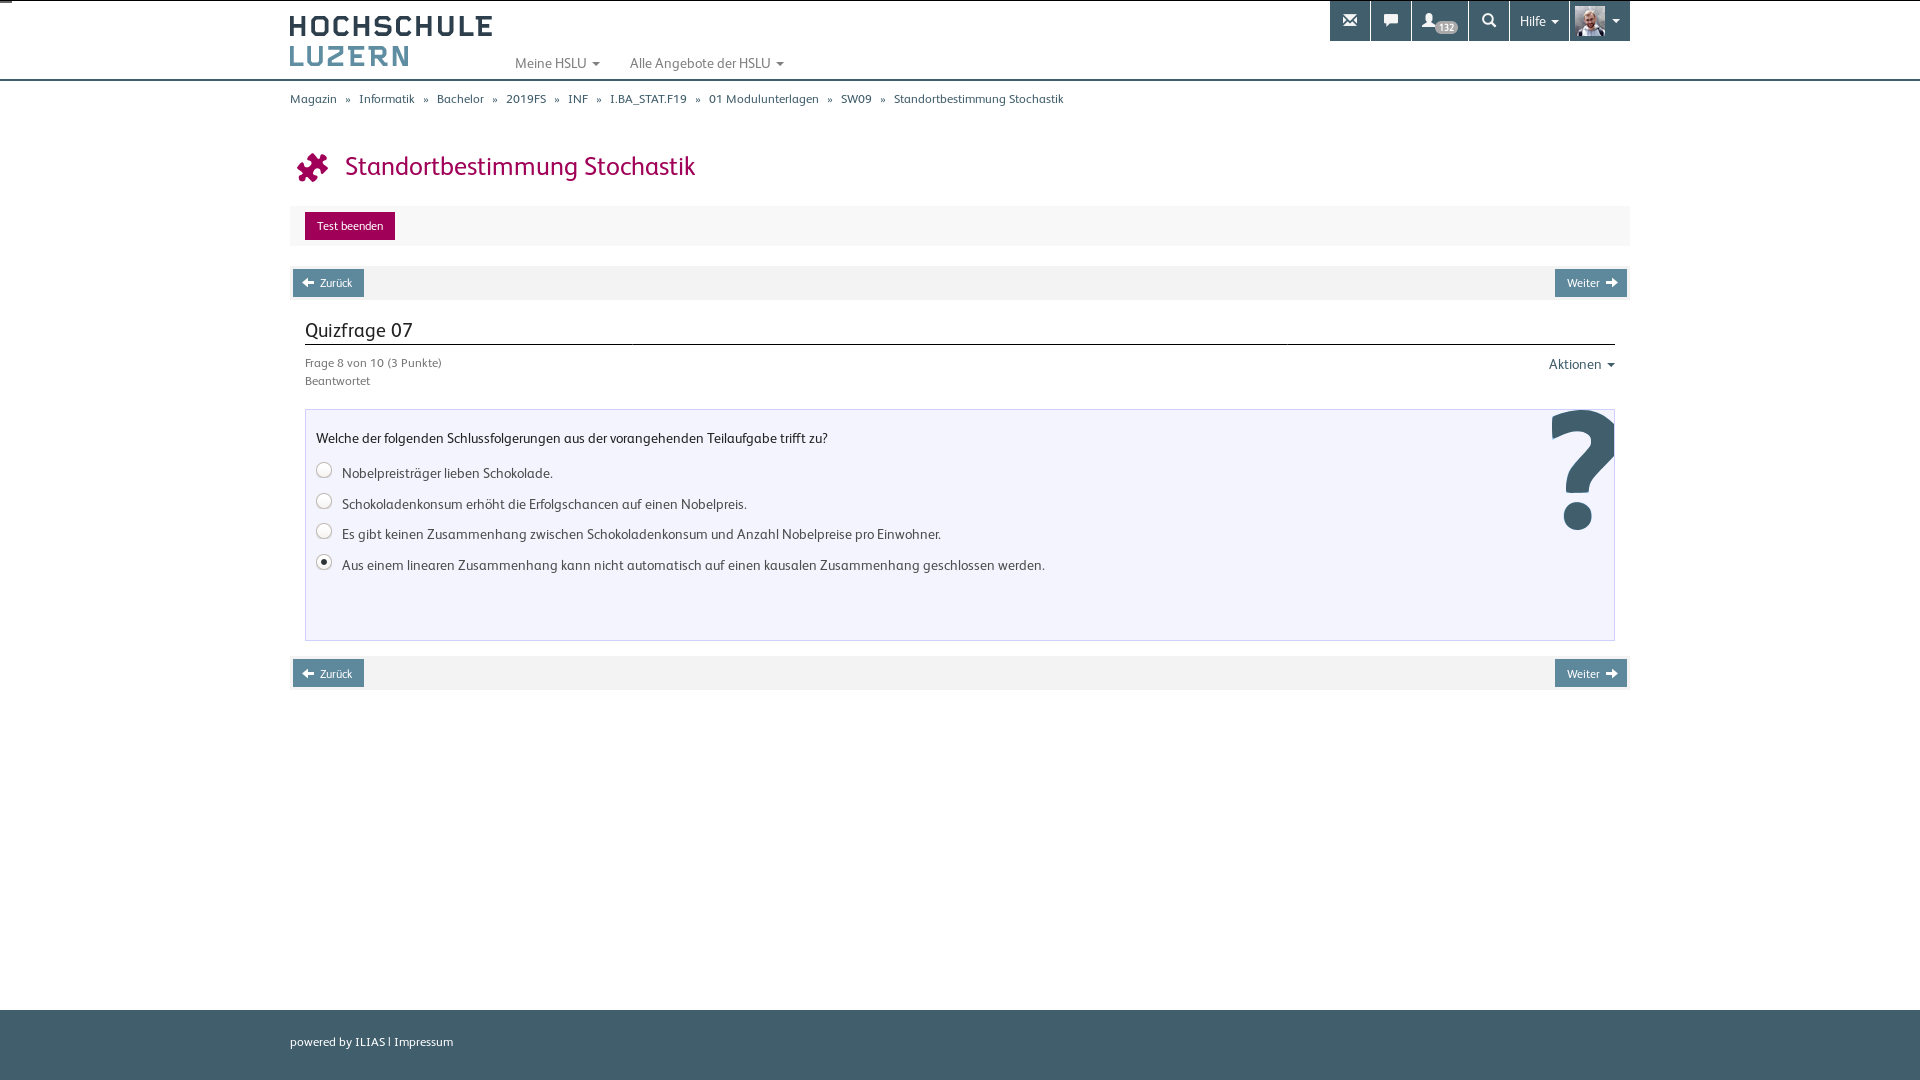 HOCHSCHULE
LUZERN
Meine HSLU
Alle Angebote der HSLU
132
Hilfe
Magazin » Informatik » Bachelor » 2019FS » INF » I.BA_STAT.F19 » 01 Modulunterlagen » SW09 » Standortbestimmung Stochastik
Standortbestimmung Stochastik
Test beenden
Zurück
Weiter
Quizfrage 07
Frage 8 von 10 (3 Punkte)
Aktionen
Beantwortet
?
Welche der folgenden Schlussfolgerungen aus der vorangehenden Teilaufgabe trifft zu?
Nobelpreisträger lieben Schokolade.
Schokoladenkonsum erhöht die Erfolgschancen auf einen Nobelpreis.
Es gibt keinen Zusammenhang zwischen Schokoladenkonsum und Anzahl Nobelpreise pro Einwohner.
Aus einem linearen Zusammenhang kann nicht automatisch auf einen kausalen Zusammenhang geschlossen werden.
Zurück
Weiter
powered by ILIAS | Impressum